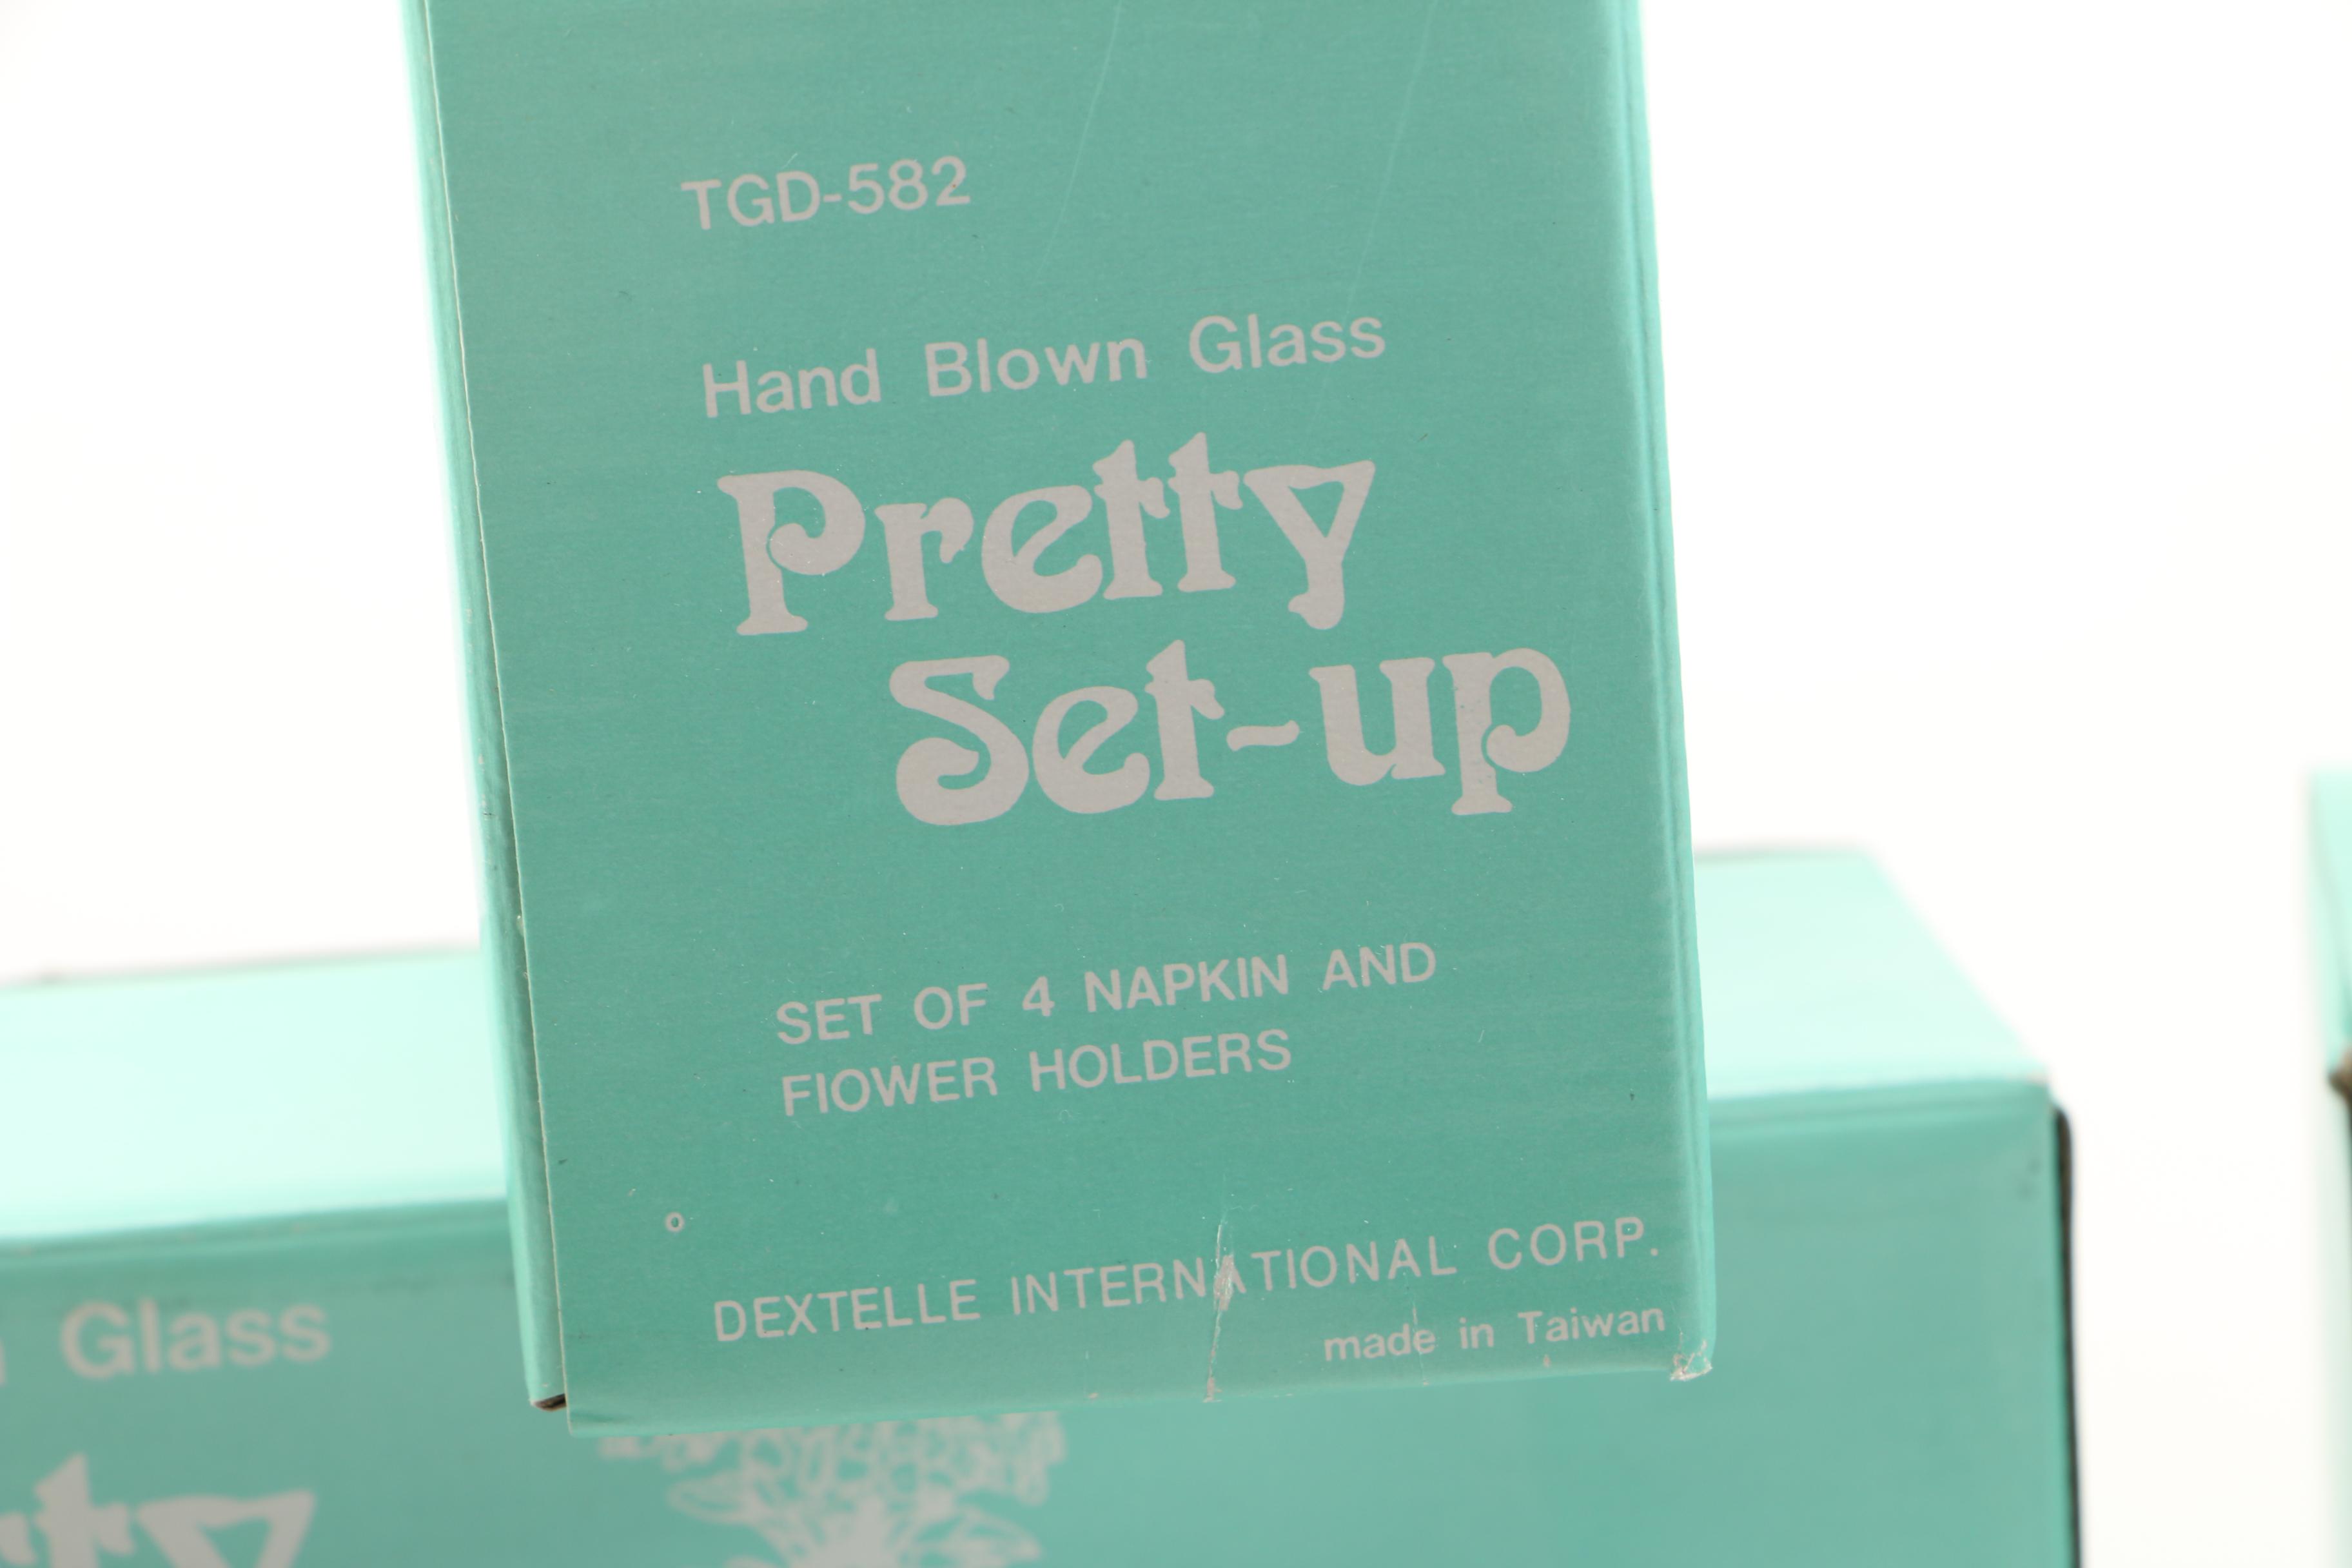 TGD-582
Hand Blown Glass
Pretty
Set-up
SET OF 4 NAPKIN AND
FIOWER HOLDERS
DEXTELLE INTERNATIONAL CORP.
made in Taiwan
Glass